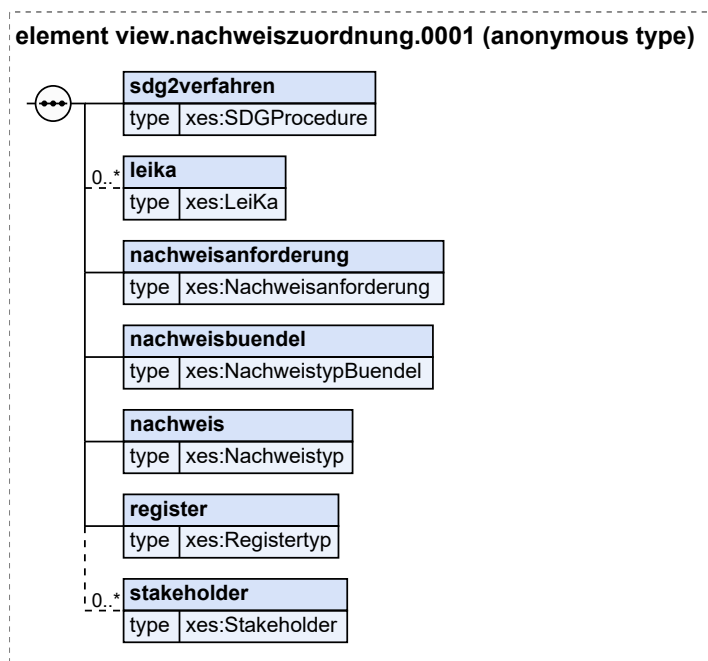 element view.nachweiszuordnung.0001 (anonymous type)
sdg2verfahren
type xes:SDGProcedure
0..* leika
type xes:LeiKa
nachweisanforderung
type xes:Nachweisanforderung
nachweisbuendel
type xes:NachweistypBuendel
nachweis
type xes:Nachweistyp
register
type xes:Registertyp
0..* stakeholder
type xes:Stakeholder